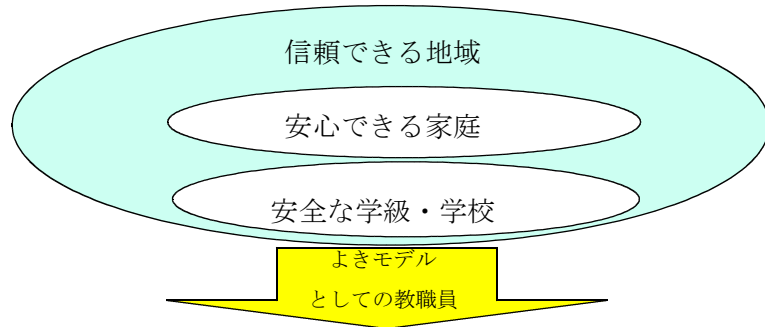 信頼できる地域
安心できる家庭
安全な学級・学校
よきモデル
としての教職員